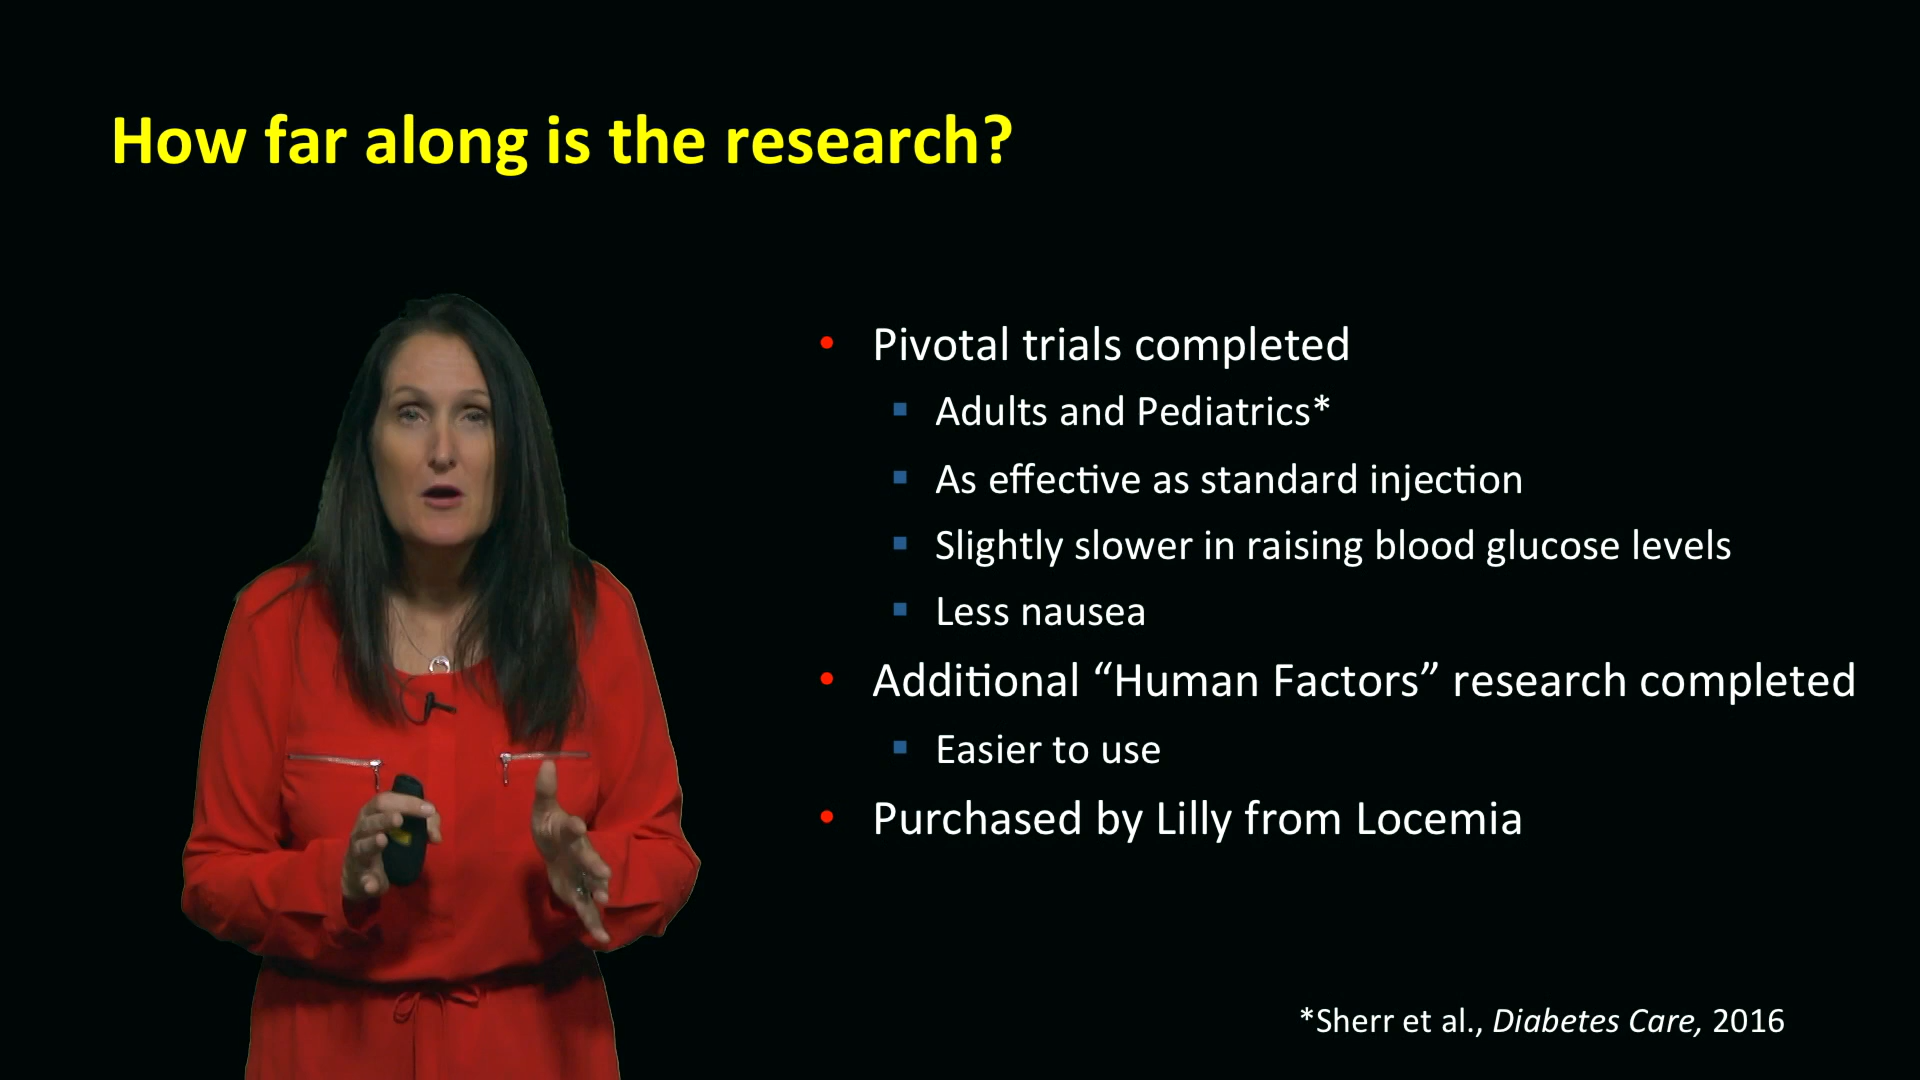 How far along is the research?
• Pivotal trials completed
▪ Adults and Pediatrics*
▪ As effective as standard injection
▪ Slightly slower in raising blood glucose levels
▪ Less nausea
• Additional “Human Factors” research completed
▪ Easier to use
• Purchased by Lilly from Locemia
*Sherr et al., Diabetes Care, 2016